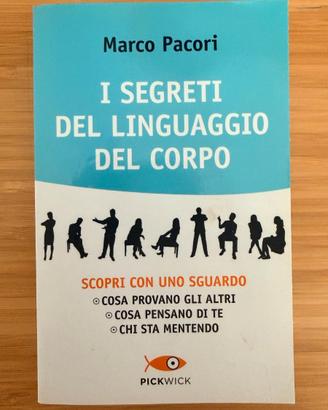 Marco Pacori
I SEGRETI
DEL LINGUAGGIO
DEL CORPO
SCOPRI CON UNO SGUARDO
COSA PROVANO GLI ALTRI
COSA PENSANO DI TE
CHI STA MENTENDO
PICKWICK